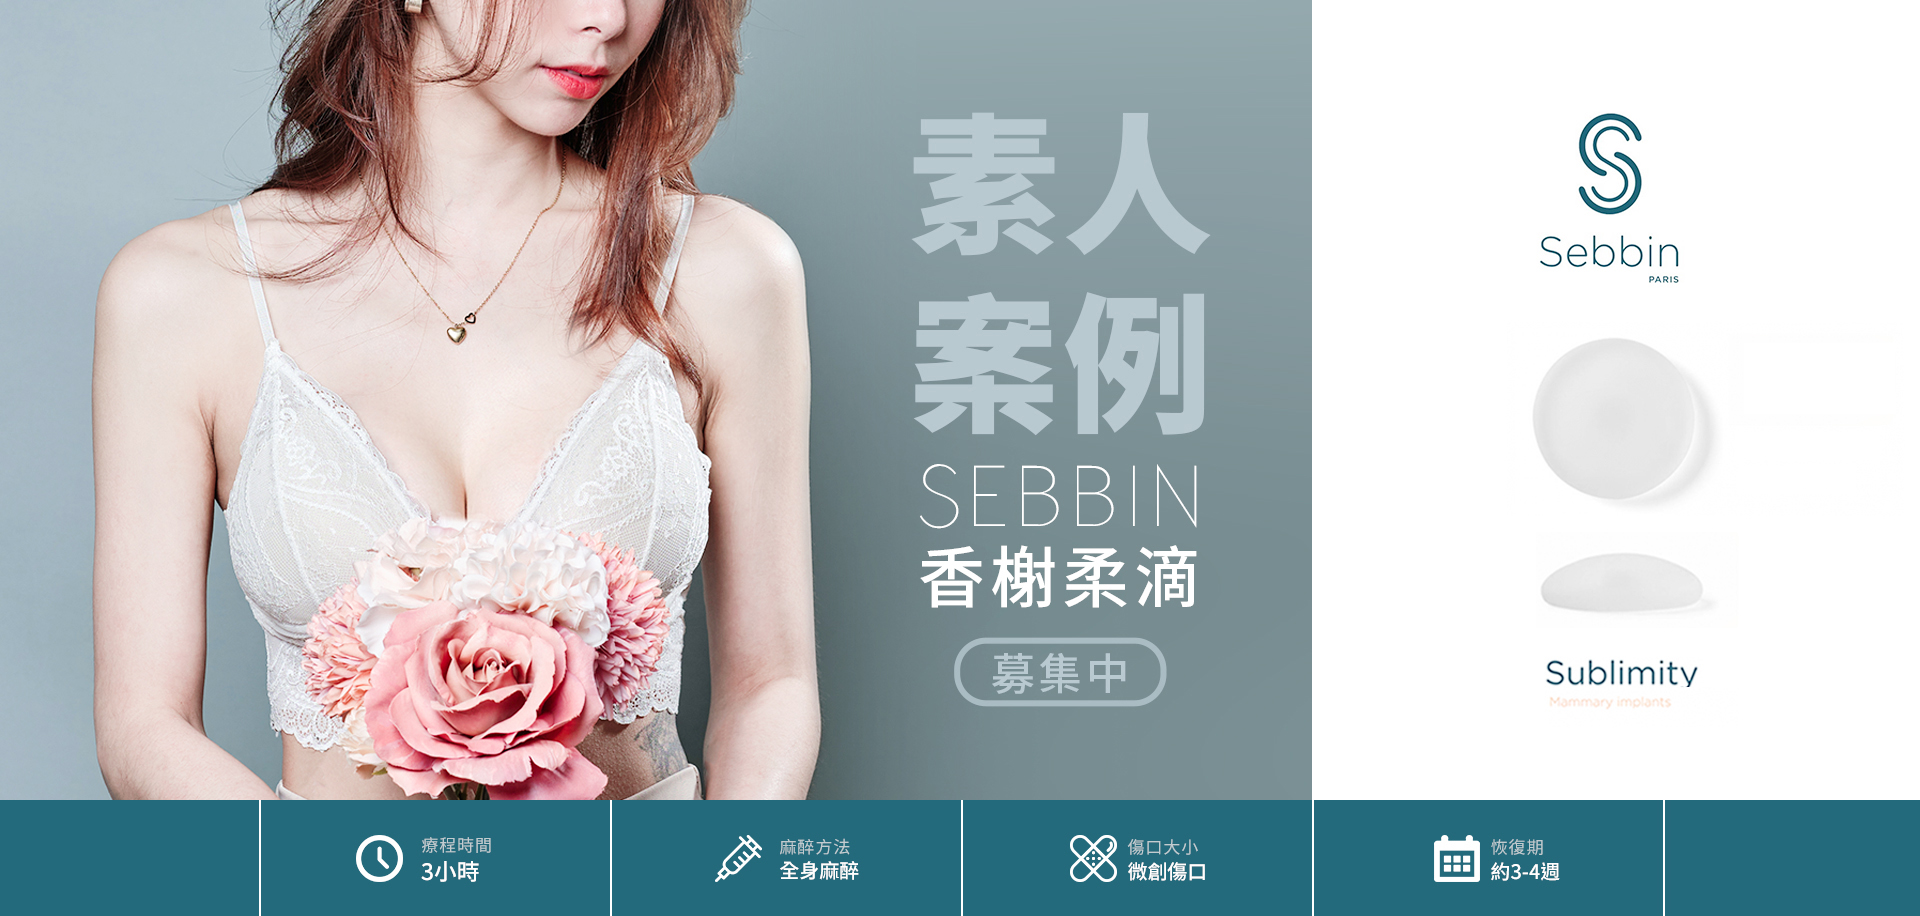 素人
案例
SEBBIN
香榭柔滴
募集中
Sebbin
PARIS
Sublimity
Mammary implants
療程時間
3小時
麻醉方法
全身麻醉
傷口大小
微創傷口
恢復期
約3-4週